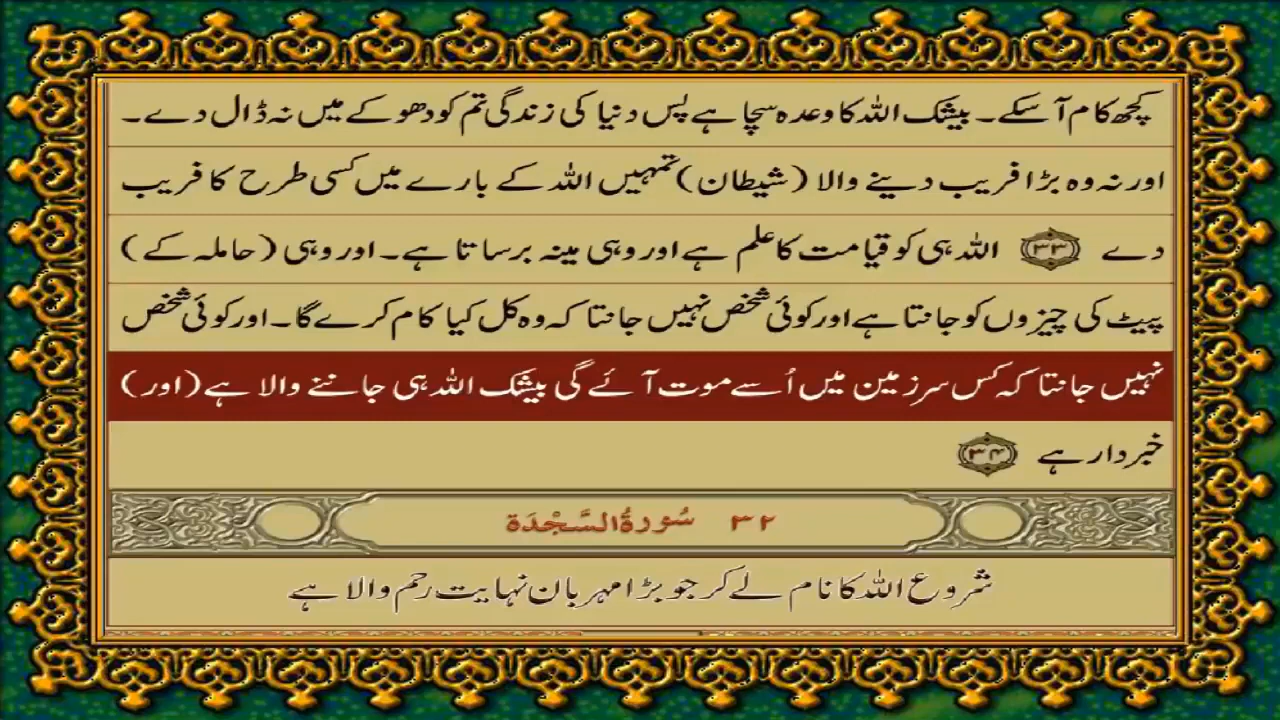 کچھ کام آ سکے۔ بیشک اللہ کا وعدہ سچا ہے پس دنیا کی زندگی تم کو دھوکے میں نہ ڈال دے۔
اور نہ وہ بڑا فریب دینے والا (شیطان) تمہیں اللہ کے بارے میں کسی طرح کا فریب
دے ۳۳ اللہ ہی کو قیامت کا علم ہے اور وہی مینہ برساتا ہے۔ اور وہی (حاملہ کے)
پیٹ کی چیزوں کو جانتا ہے اور کوئی شخص نہیں جانتا کہ وہ کل کیا کام کرے گا۔ اور کوئی شخص
نہیں جانتا کہ کس سرزمین میں اُسے موت آئے گی بیشک اللہ ہی جاننے والا ہے (اور)
خبردار ہے ۳۴
۳۲ سُورَةُ السَّجْدَة
شروع اللہ کا نام لے کر جو بڑا مہربان نہایت رحم والا ہے